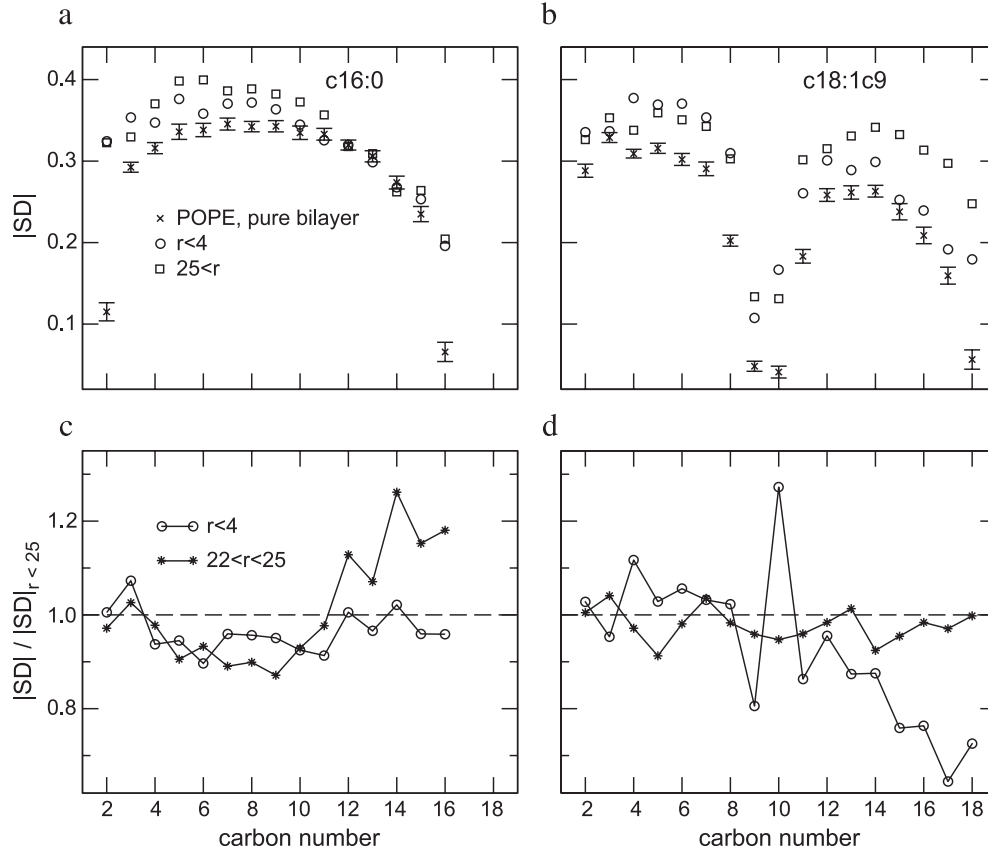 a
b
c16:0
c18:1c9
|SD|
0.4
0.3
0.2
0.1
POPE, pure bilayer
r<4
25<r
c
d
|SD| / |SD|r < 25
1.2
1.0
0.8
r<4
22<r<25
2 4 6 8 10 12 14 16 18
2 4 6 8 10 12 14 16 18
carbon number
carbon number